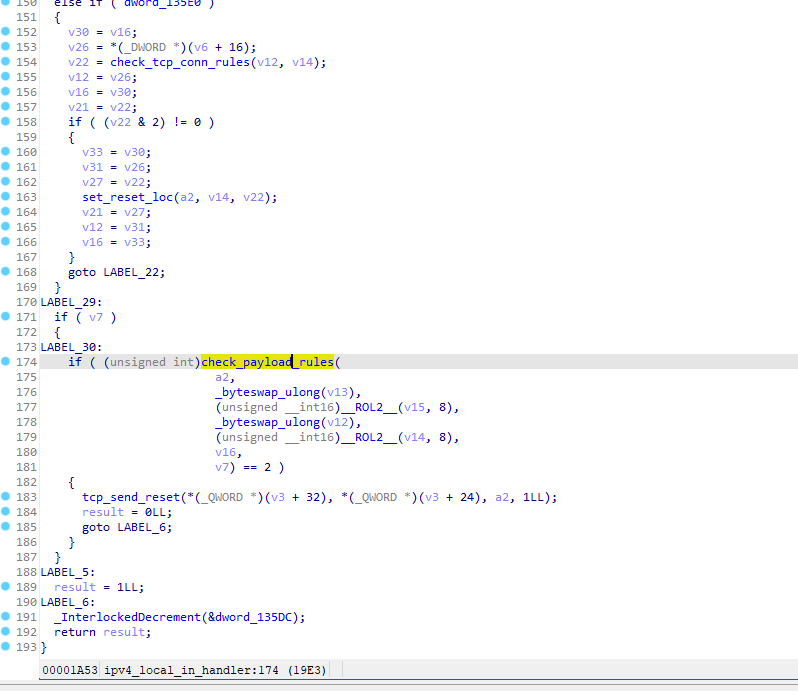 150 else if ( dword_135E0 )
151 {
152 v30 = v16;
153 v26 = *(_DWORD *)(v6 + 16);
154 v22 = check_tcp_conn_rules(v12, v14);
155 v12 = v26;
156 v16 = v30;
157 v21 = v22;
158 if ( (v22 & 2) != 0 )
159 {
160 v33 = v30;
161 v31 = v26;
162 v27 = v22;
163 set_reset_loc(a2, v14, v22);
164 v21 = v27;
165 v12 = v31;
166 v16 = v33;
167 }
168 goto LABEL_22;
169 }
170 LABEL_29:
171 if ( v7 )
172 {
173 LABEL_30:
174 if ( (unsigned int)check_payload_rules(
175 a2,
176 _byteswap_ulong(v13),
177 (unsigned __int16)__ROL2__(v15, 8),
178 _byteswap_ulong(v12),
179 (unsigned __int16)__ROL2__(v14, 8),
180 v16,
181 v7) == 2 )
182 {
183 tcp_send_reset(*(_QWORD *)(v3 + 32), *(_QWORD *)(v3 + 24), a2, 1LL);
184 result = 0LL;
185 goto LABEL_6;
186 }
187 }
188 LABEL_5:
189 result = 1LL;
190 LABEL_6:
191 _InterlockedDecrement(&dword_135DC);
192 return result;
193 }
00001A53 ipv4_local_in_handler:174 (19E3)